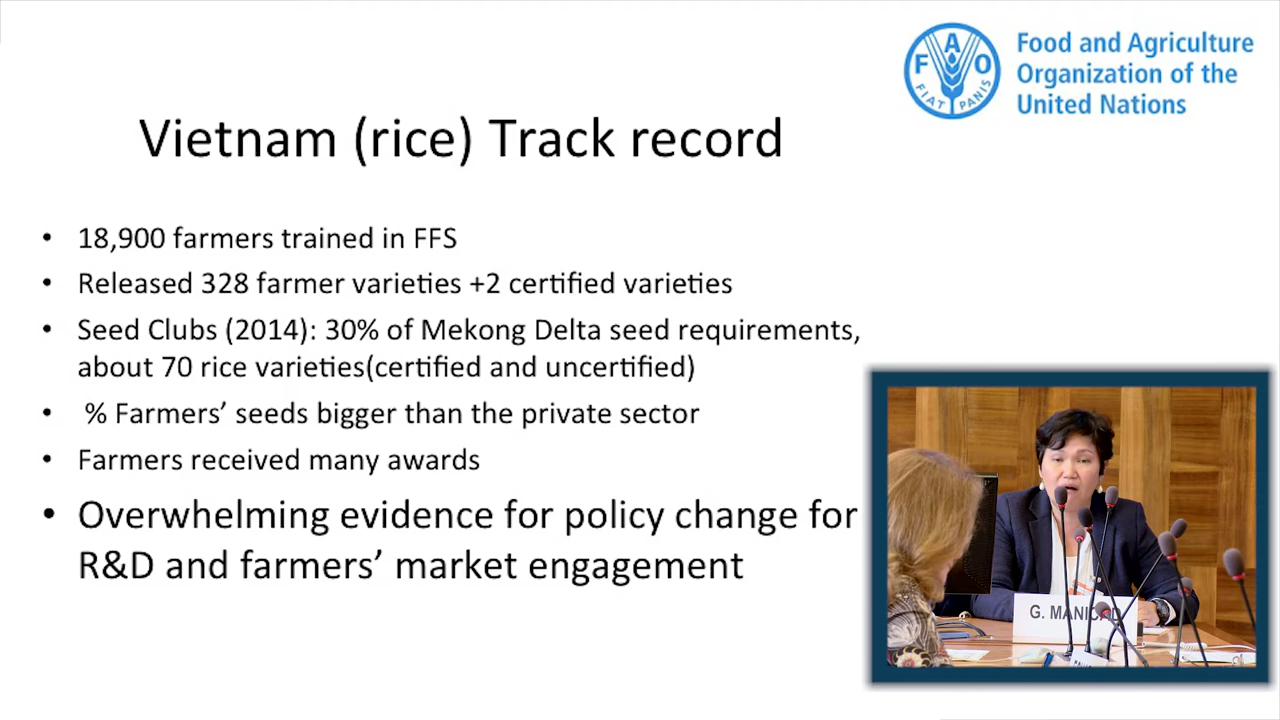 FAO
FIAT PANIS
Food and Agriculture
Organization of the
United Nations
Vietnam (rice) Track record
• 18,900 farmers trained in FFS
• Released 328 farmer varieties +2 certified varieties
• Seed Clubs (2014): 30% of Mekong Delta seed requirements,
about 70 rice varieties(certified and uncertified)
• % Farmers’ seeds bigger than the private sector
• Farmers received many awards
• Overwhelming evidence for policy change for
R&D and farmers’ market engagement